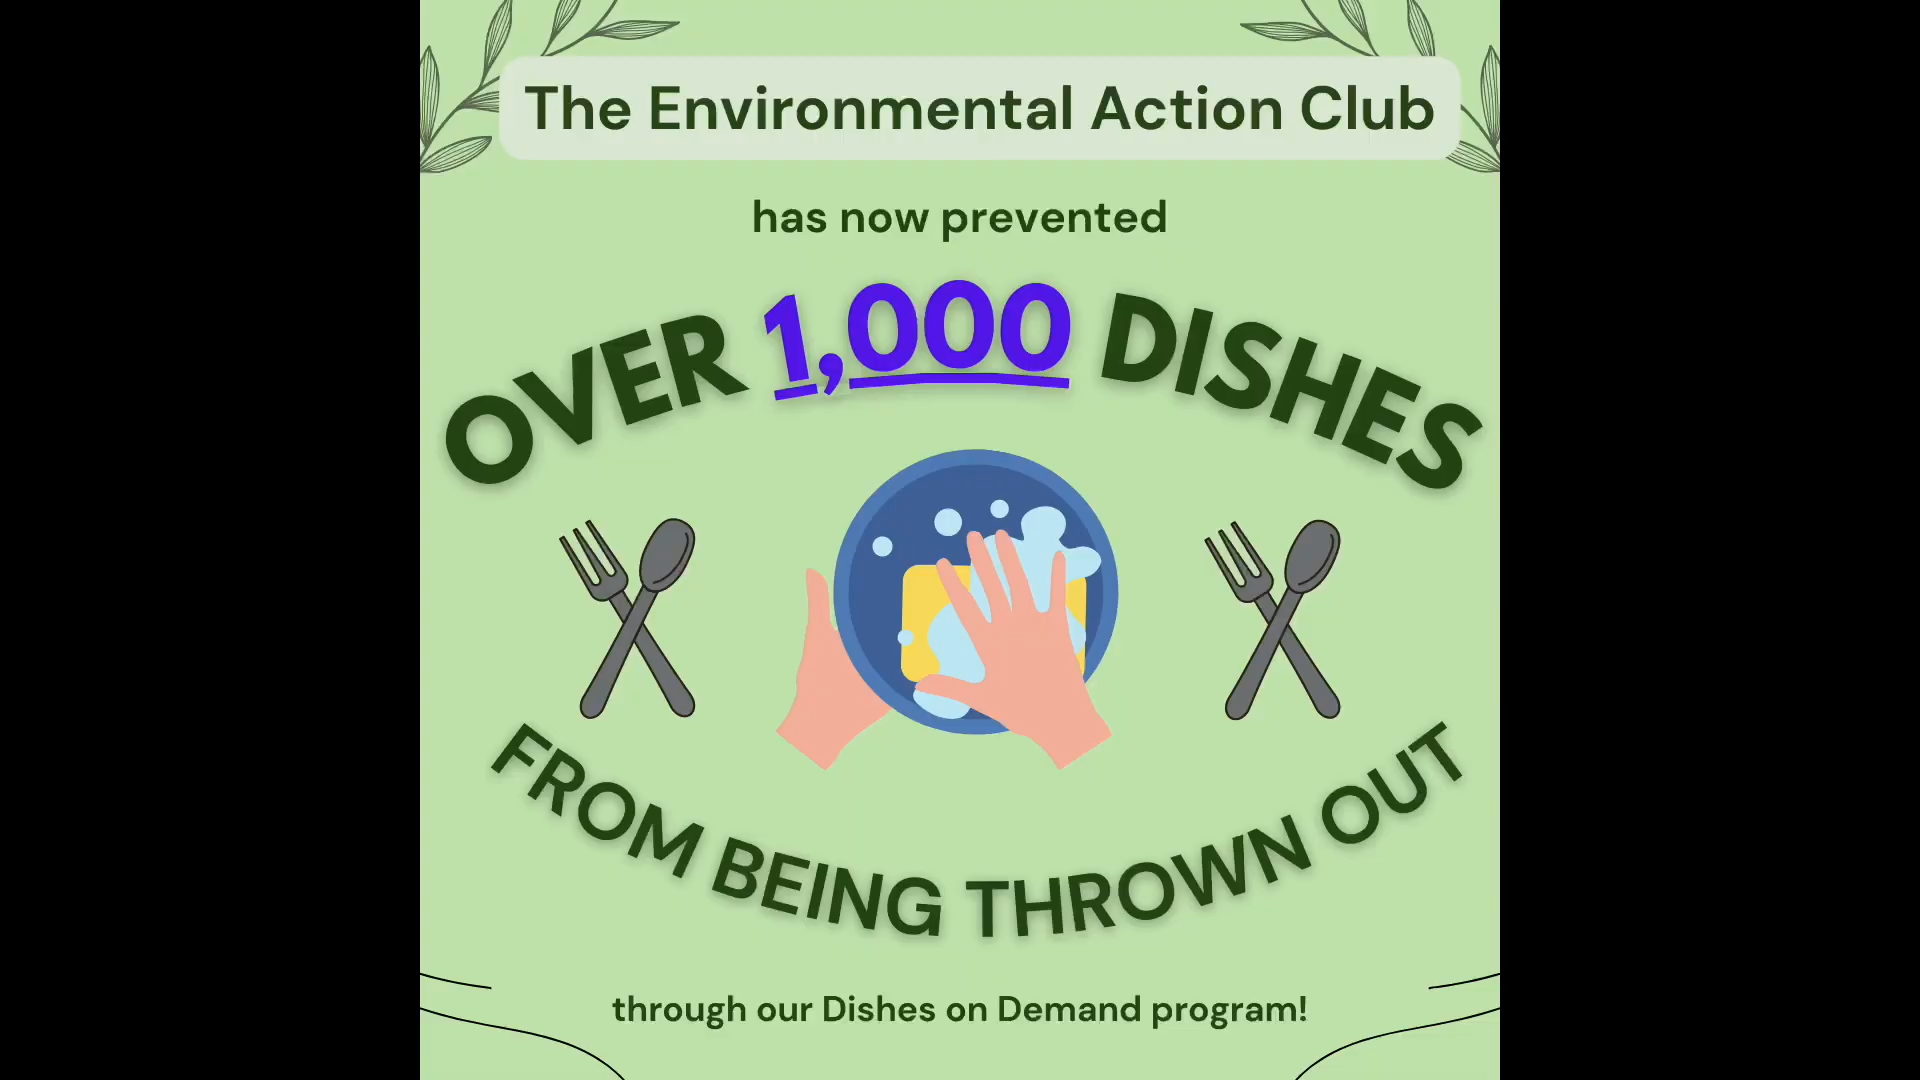 The Environmental Action Club
has now prevented
OVER 1,000 DISHES
FROM BEING THROWN OUT
through our Dishes on Demand program!